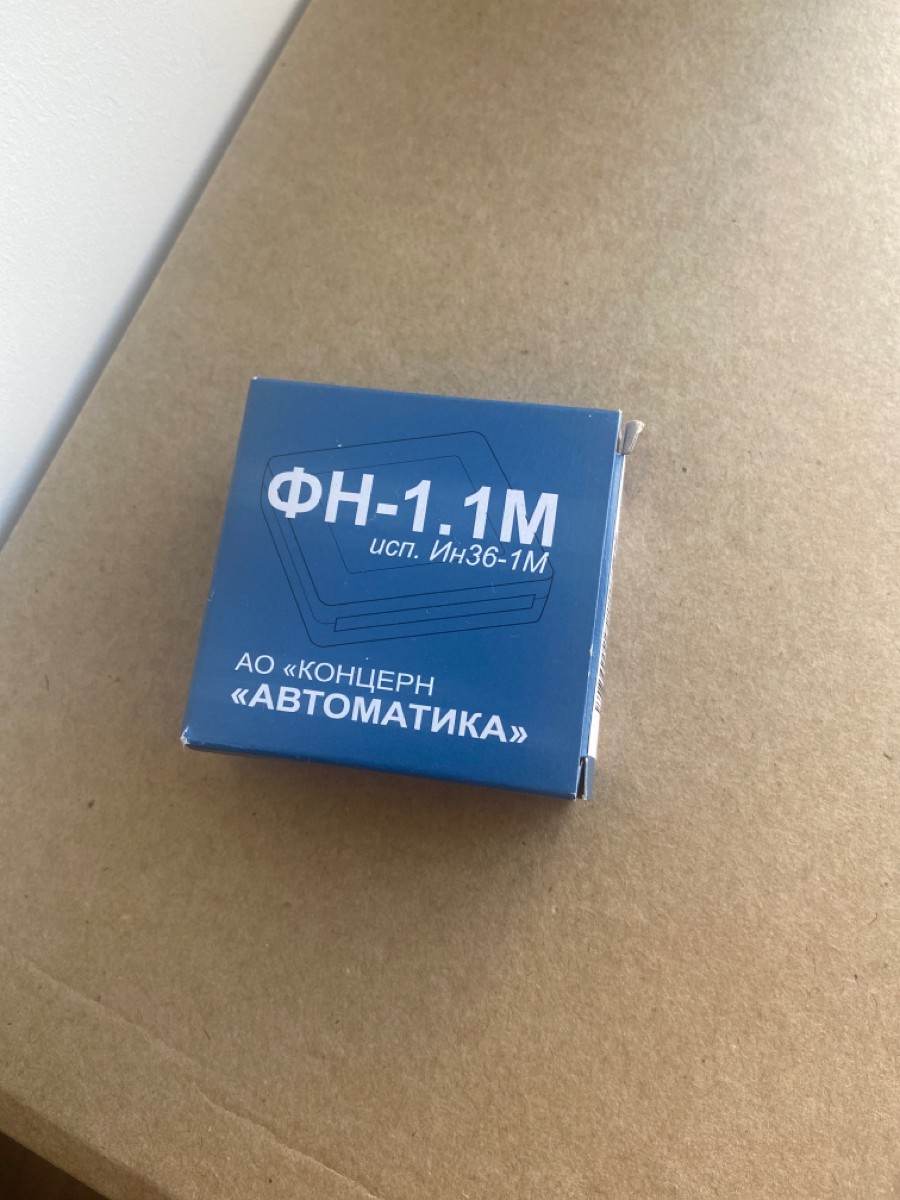 ФН-1.1М
исп. Ин36-1М
АО «КОНЦЕРН
«АВТОМАТИКА»